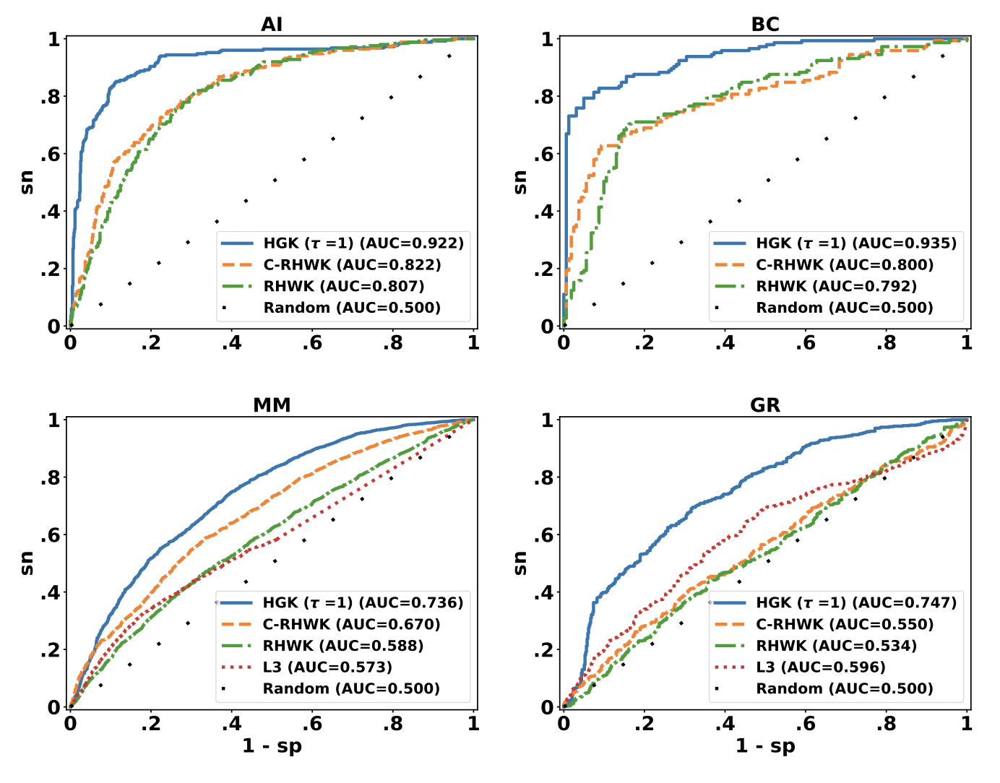 AI
sn
1
.8
.6
.4
.2
0
0 .2 .4 .6 .8 1
HGK (τ =1) (AUC=0.922)
C-RHWK (AUC=0.822)
RHWK (AUC=0.807)
Random (AUC=0.500)
BC
sn
1
.8
.6
.4
.2
0
0 .2 .4 .6 .8 1
HGK (τ =1) (AUC=0.935)
C-RHWK (AUC=0.800)
RHWK (AUC=0.792)
Random (AUC=0.500)
MM
sn
1
.8
.6
.4
.2
0
0 .2 .4 .6 .8 1
1 - sp
HGK (τ =1) (AUC=0.736)
C-RHWK (AUC=0.670)
RHWK (AUC=0.588)
L3 (AUC=0.573)
Random (AUC=0.500)
GR
sn
1
.8
.6
.4
.2
0
0 .2 .4 .6 .8 1
1 - sp
HGK (τ =1) (AUC=0.747)
C-RHWK (AUC=0.550)
RHWK (AUC=0.534)
L3 (AUC=0.596)
Random (AUC=0.500)